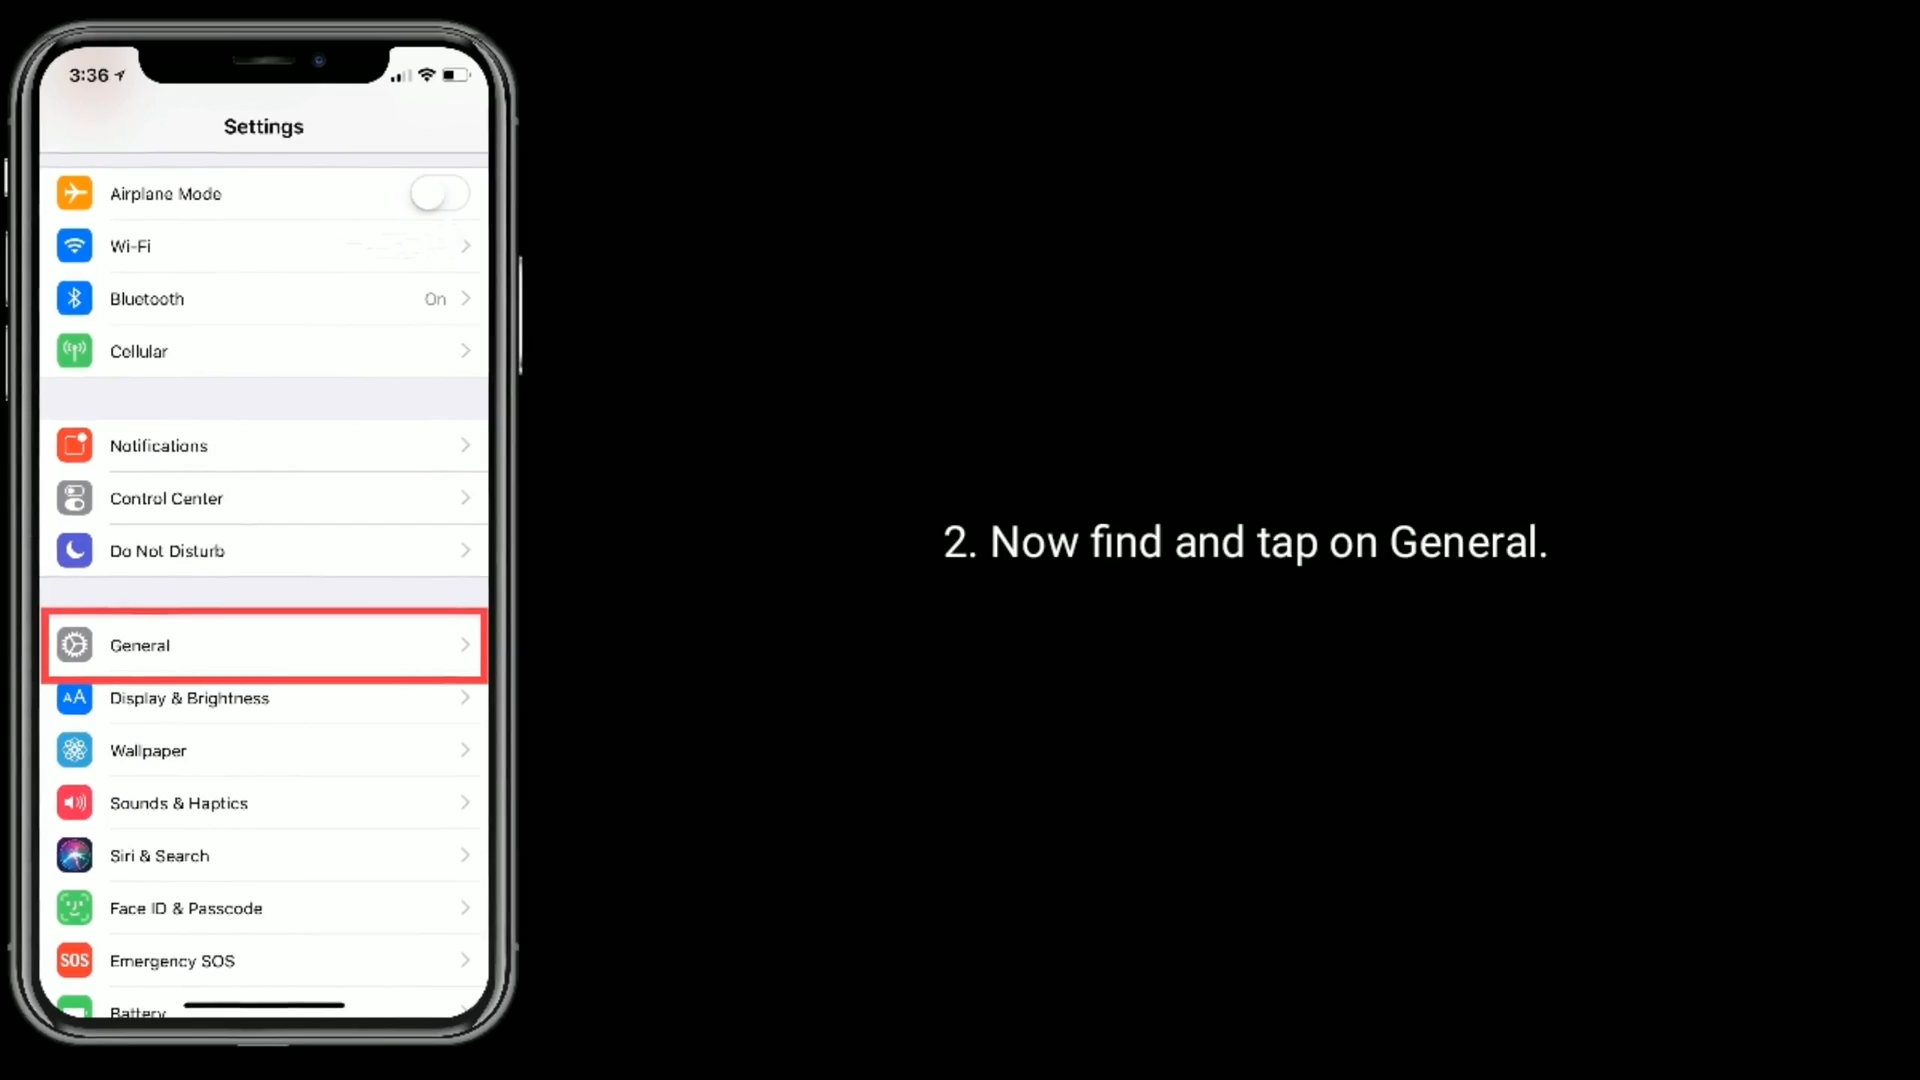 3:36
Settings
Airplane Mode
Wi-Fi
Bluetooth On
Cellular
Notifications
Control Center
Do Not Disturb
General
AA Display & Brightness
Wallpaper
Sounds & Haptics
Siri & Search
Face ID & Passcode
SOS Emergency SOS
Battery
2. Now find and tap on General.